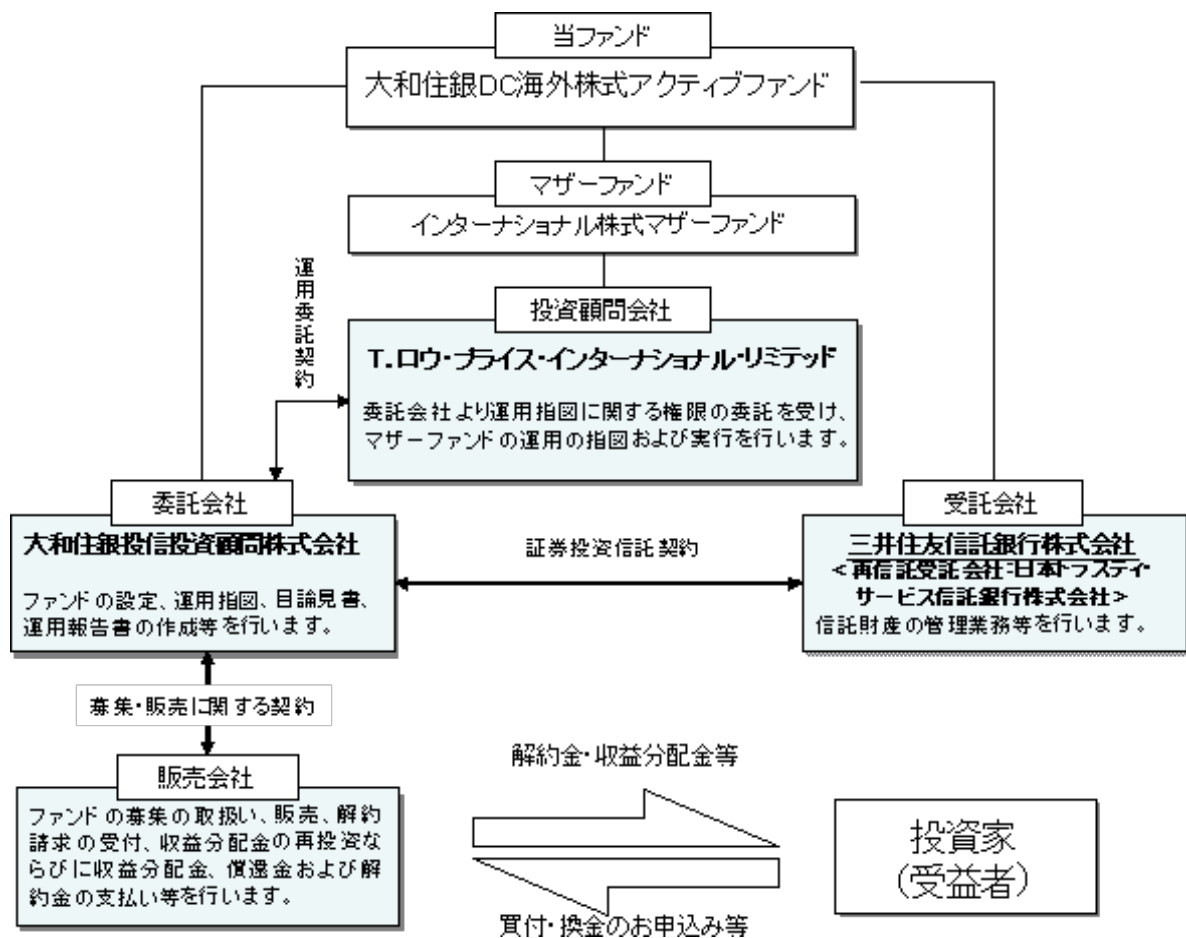 当ファンド
大和住銀DC海外株式アクティブファンド
マザーファンド
インターナショナル株式マザーファンド
運用委託契約
投資顧問会社
T.ロウ・プライス・インターナショナル・リミテッド
委託会社より運用指図に関する権限の委託を受け、
マザーファンドの運用の指図および実行を行います。
委託会社
大和住銀投信投資顧問株式会社
ファンドの設定、運用指図、目論見書、
運用報告書の作成等を行います。
証券投資信託契約
受託会社
三井住友信託銀行株式会社
<再信託受託会社:日本トラスティ・
サービス信託銀行株式会社>
信託財産の管理業務等を行います。
募集・販売に関する契約
販売会社
ファンドの募集の取扱い、販売、解約
請求の受付、収益分配金の再投資な
らびに収益分配金、償還金および解
約金の支払い等を行います。
解約金・収益分配金等
買付・換金のお申込み等
投資家
(受益者)